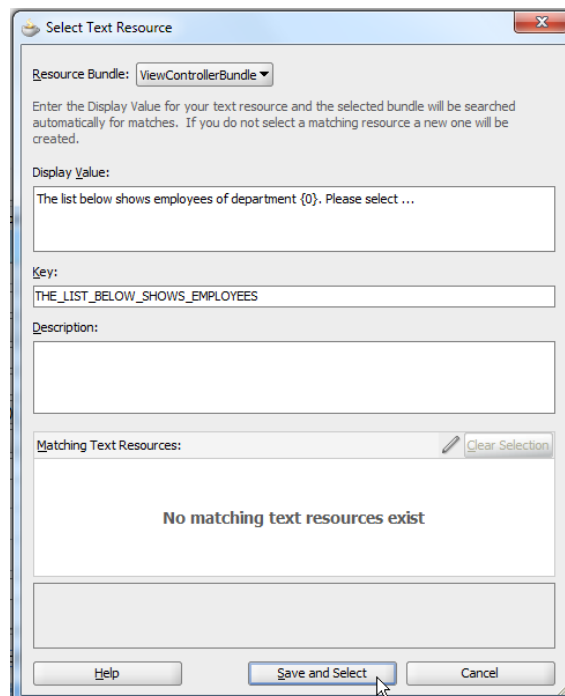 Select Text Resource
Resource Bundle: ViewControllerBundle
Enter the Display Value for your text resource and the selected bundle will be searched
automatically for matches. If you do not select a matching resource a new one will be
created.
Display Value:
The list below shows employees of department {0}. Please select ...
Key:
THE_LIST_BELOW_SHOWS_EMPLOYEES
Description:
Matching Text Resources: Clear Selection
No matching text resources exist
Help Save and Select Cancel